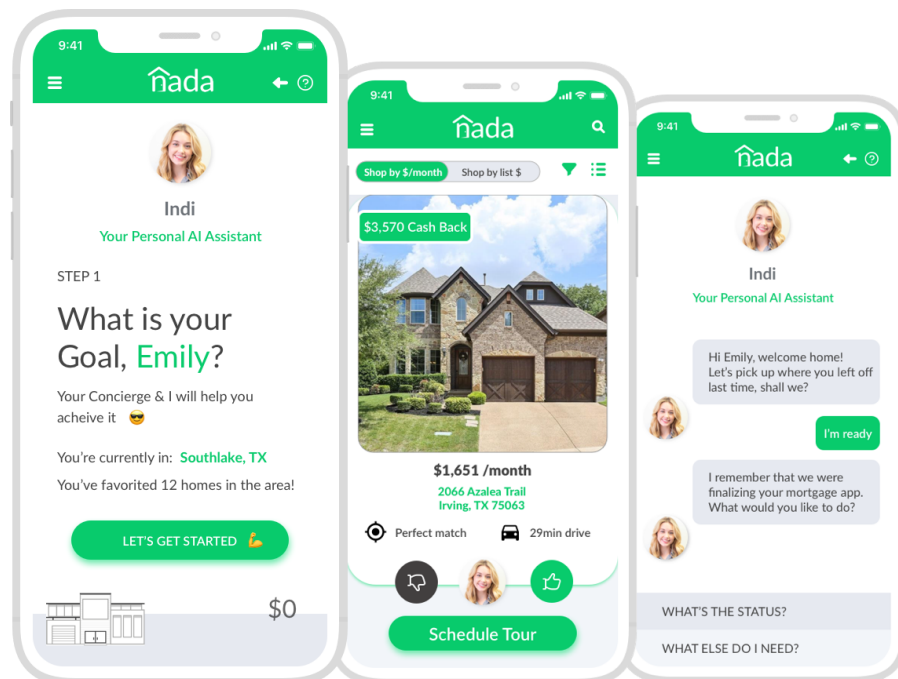 9:41
nada
Indi
Your Personal AI Assistant
STEP 1
What is your
Goal, Emily?
Your Concierge & I will help you
acheive it 😎
You're currently in: Southlake, TX
You've favorited 12 homes in the area!
LET'S GET STARTED 💪
$0
9:41
nada
Shop by $/month
Shop by list $
$3,570 Cash Back
$1,651 /month
2066 Azalea Trail
Irving, TX 75063
Perfect match
29min drive
Schedule Tour
9:41
nada
Indi
Your Personal AI Assistant
Hi Emily, welcome home!
Let's pick up where you left off
last time, shall we?
I'm ready
I remember that we were
finalizing your mortgage app.
What would you like to do?
WHAT'S THE STATUS?
WHAT ELSE DO I NEED?